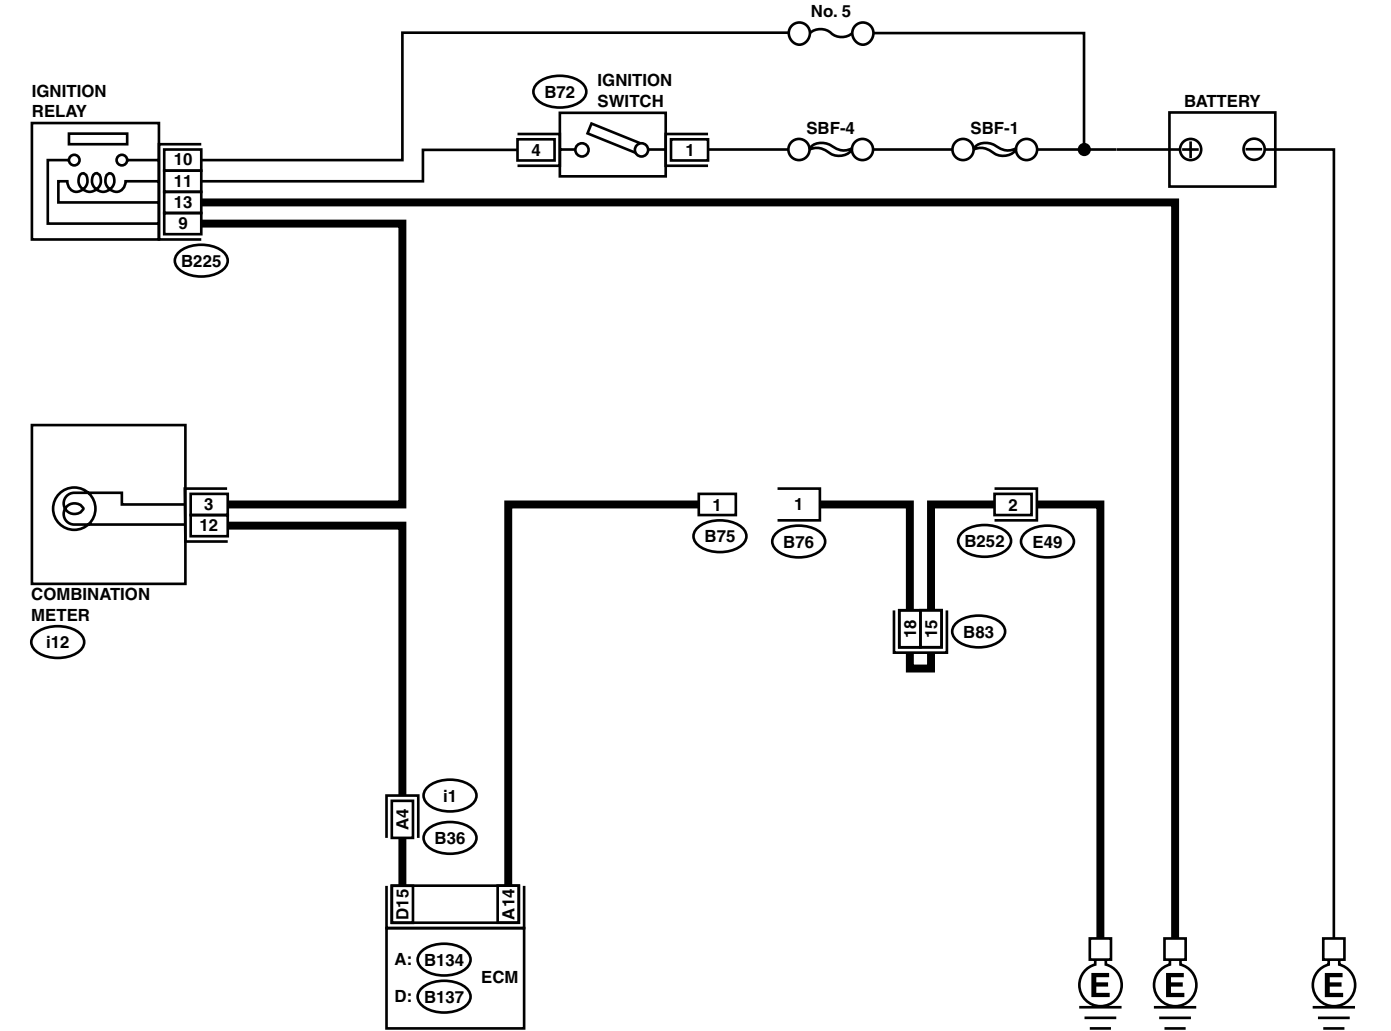 No. 5
IGNITION
RELAY
B72
IGNITION
SWITCH
SBF-4
SBF-1
BATTERY
10
11
13
9
4
1
B225
3
12
COMBINATION
METER
i12
1
B75
1
B76
2
B252
E49
18
15
B83
i1
A4
B36
D15
A14
A: B134
ECM
D: B137
E
E
E